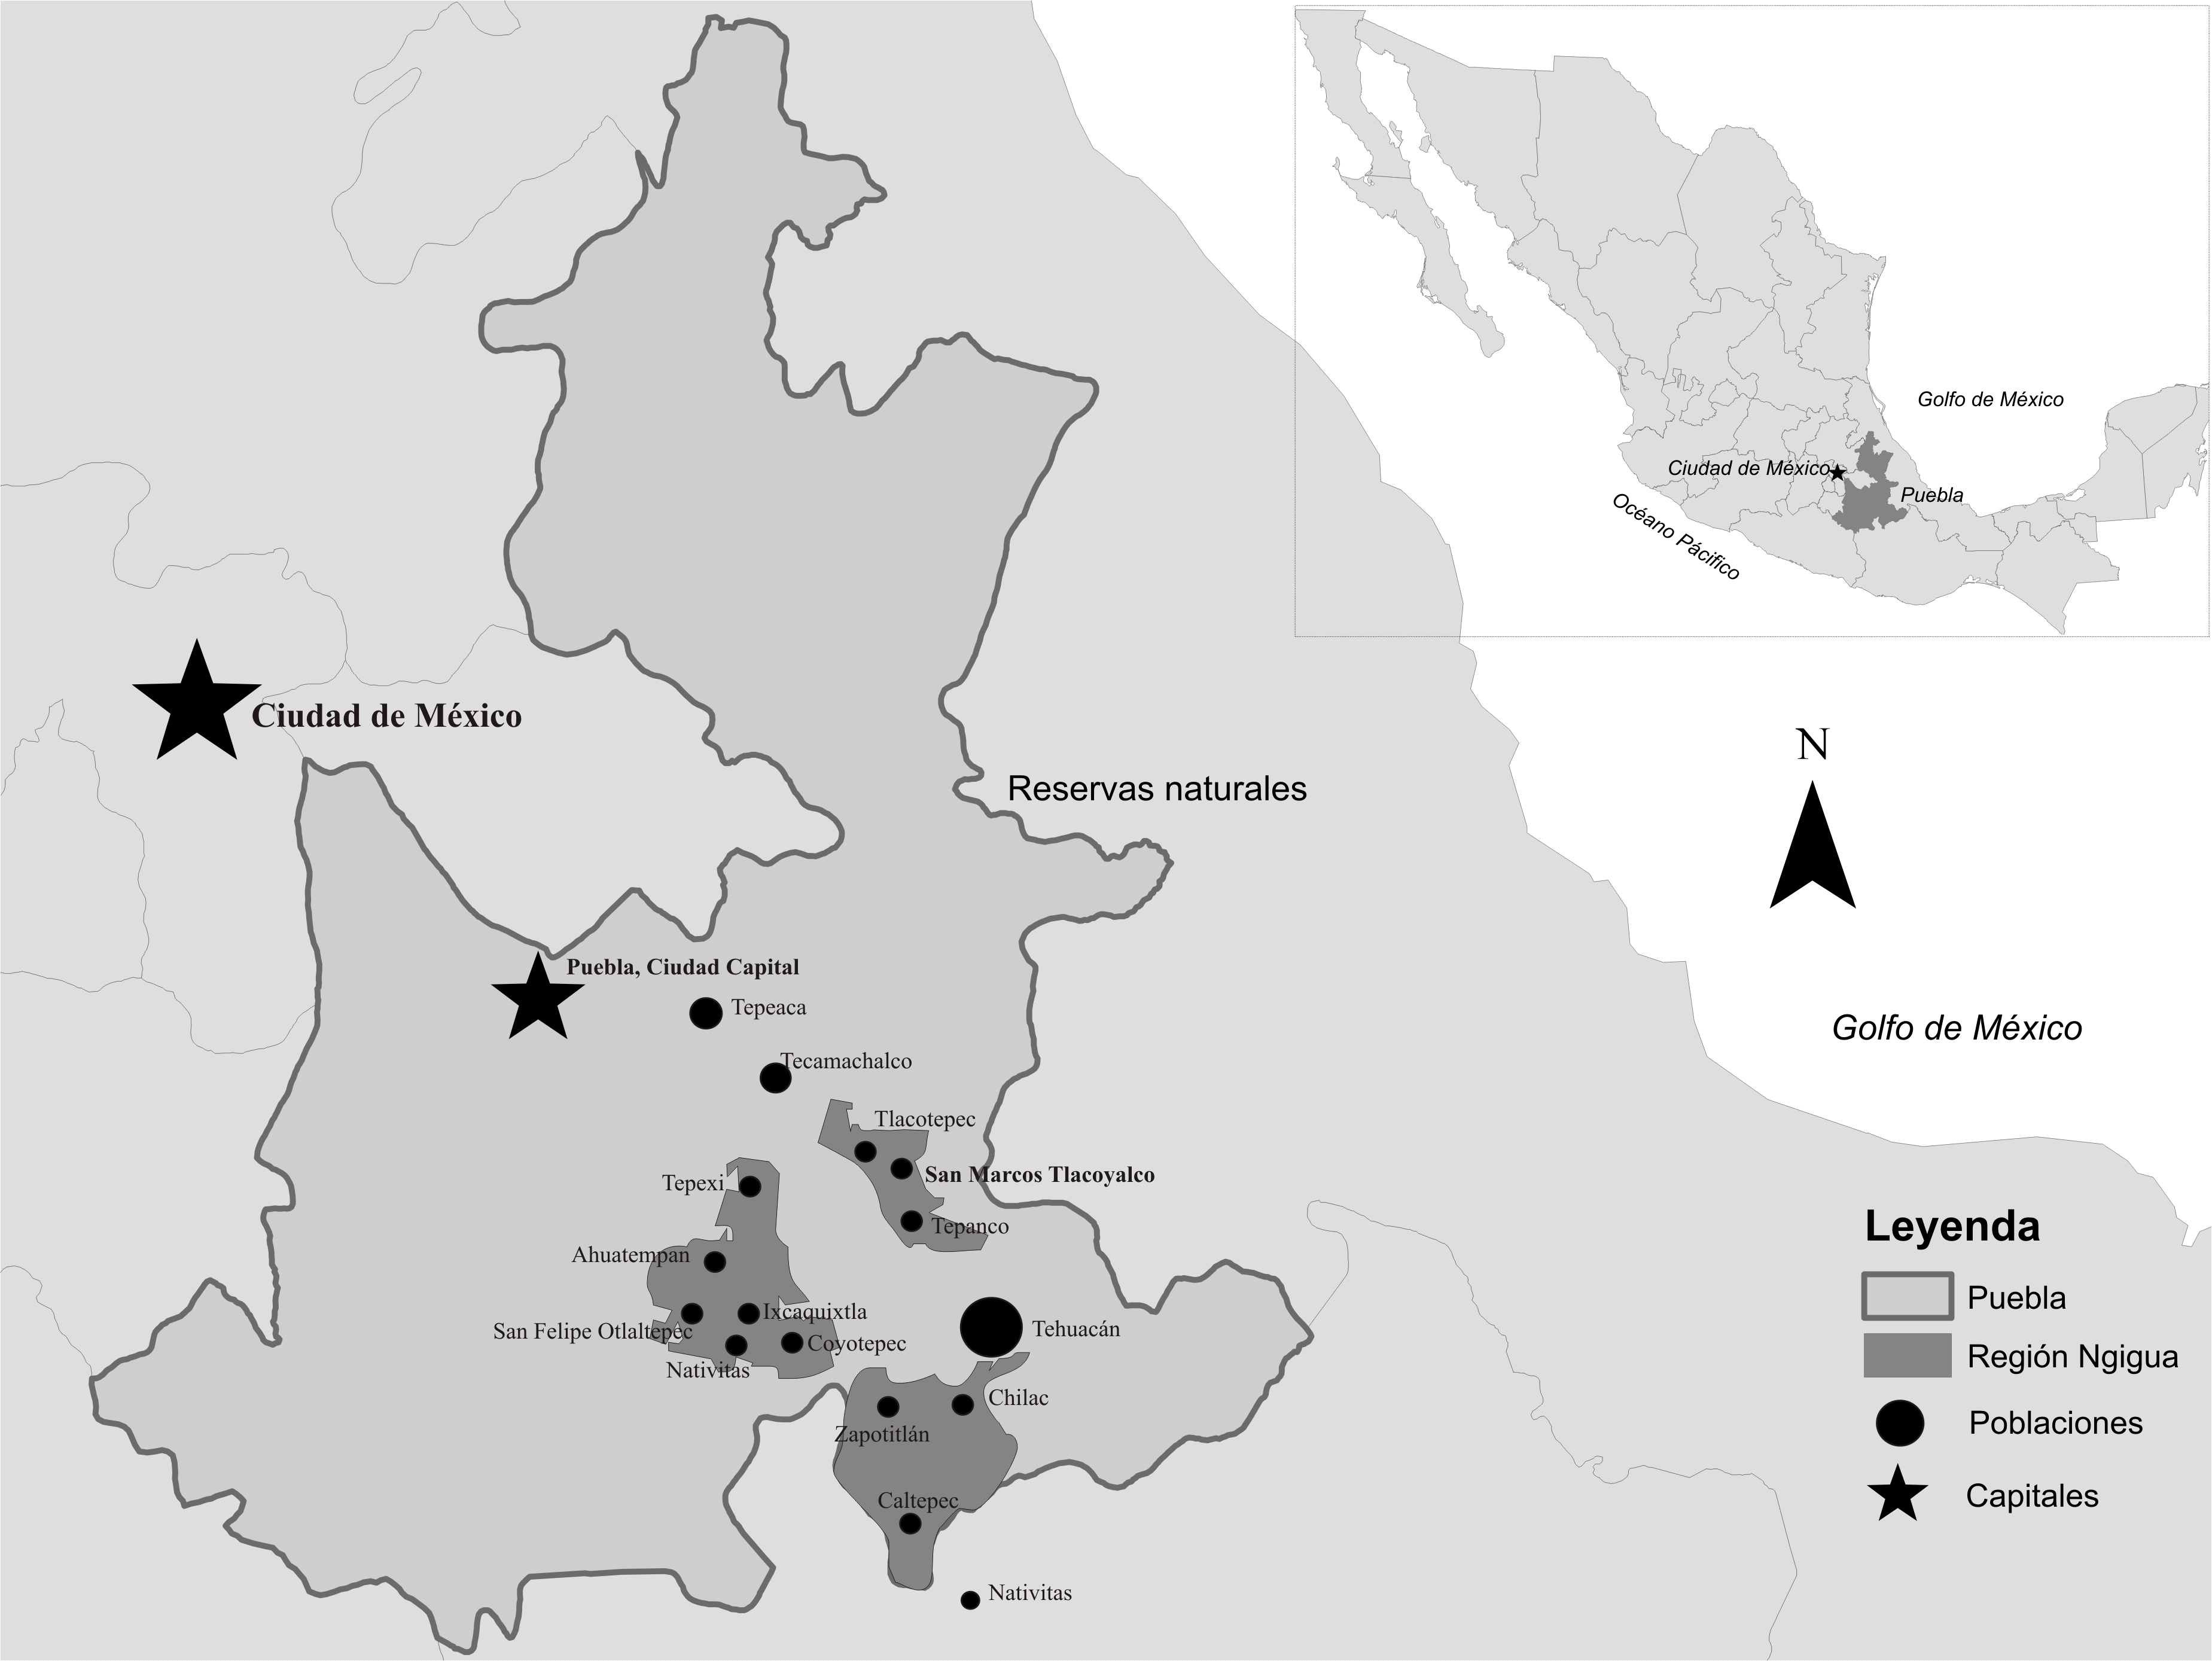 Golfo de México
Ciudad de México
Puebla
Océano Pácifico
Ciudad de México
N
Reservas naturales
Puebla, Ciudad Capital
Tepeaca
Golfo de México
Tecamachalco
Tlacotepec
San Marcos Tlacoyalco
Tepexi
Tepanco
Ahuatempan
Ixcaquixtla
San Felipe Otlaltepec
Coyotepec
Nativitas
Tehuacán
Chilac
Zapotitlán
Caltepec
Nativitas
Leyenda
Puebla
Región Ngigua
Poblaciones
Capitales